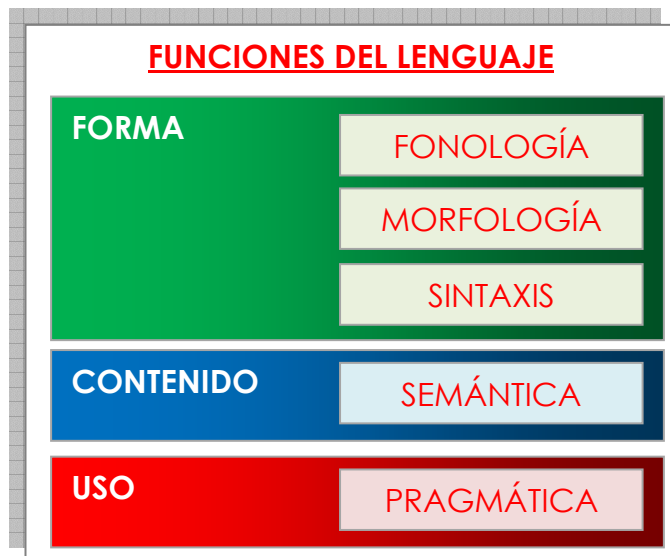 FUNCIONES DEL LENGUAJE
FORMA
FONOLOGÍA
MORFOLOGÍA
SINTAXIS
CONTENIDO
SEMÁNTICA
USO
PRAGMÁTICA